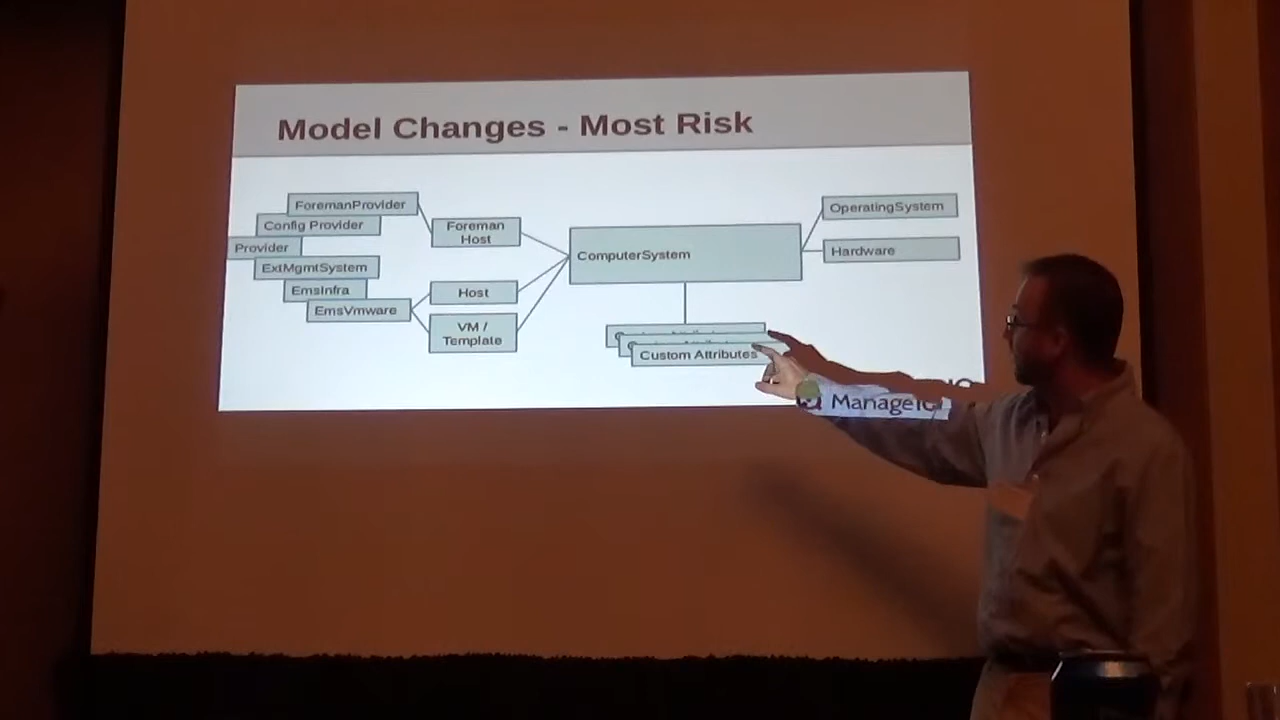 Model Changes - Most Risk
ForemanProvider
Config Provider
Provider
ExtMgmtSystem
EmsInfra
EmsVmware
Foreman
Host
Host
VM /
Template
ComputerSystem
OperatingSystem
Hardware
Custom Attributes